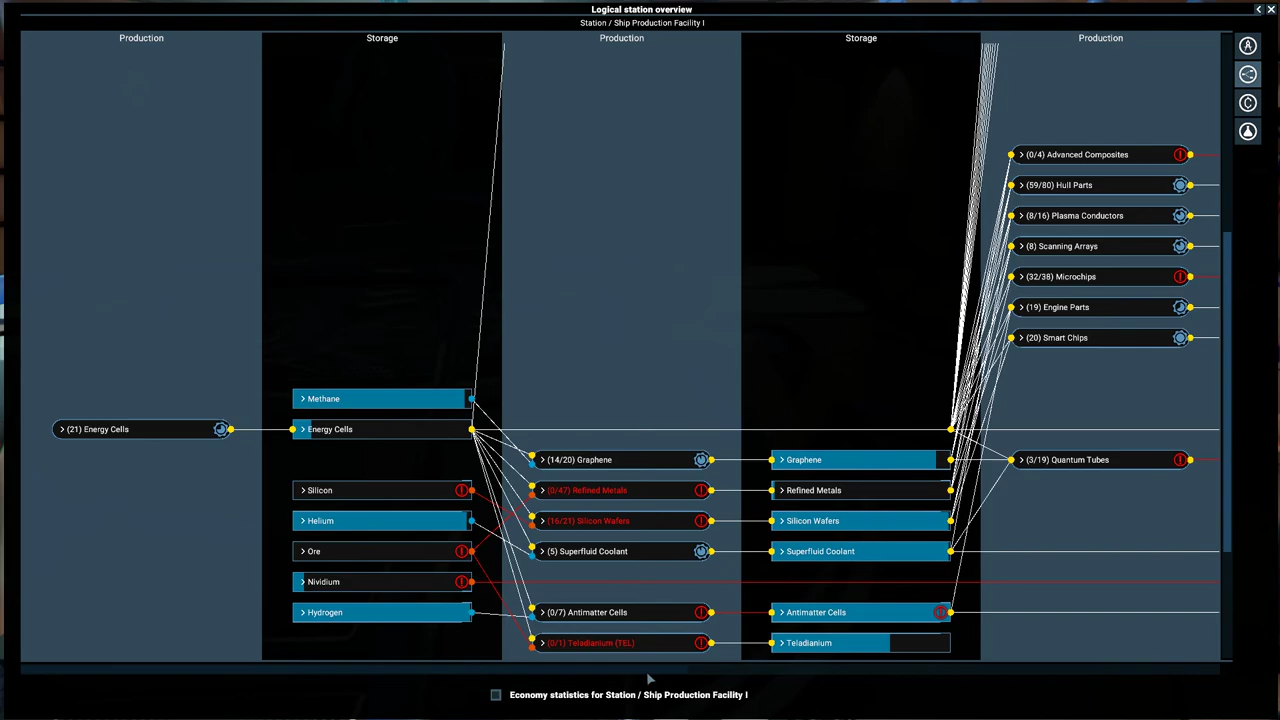 Logical station overview
Station / Ship Production Facility I
Production
Storage
Production
Storage
Production
(0/4) Advanced Composites
(59/80) Hull Parts
(8/16) Plasma Conductors
(8) Scanning Arrays
(32/38) Microchips
(19) Engine Parts
(20) Smart Chips
Methane
(21) Energy Cells
Energy Cells
(14/20) Graphene
Graphene
(3/19) Quantum Tubes
Silicon
(0/47) Refined Metals
Refined Metals
Helium
(16/21) Silicon Wafers
Silicon Wafers
Ore
(5) Superfluid Coolant
Superfluid Coolant
Nividium
Hydrogen
(0/7) Antimatter Cells
Antimatter Cells
(0/1) Teladianium (TEL)
Teladianium
Economy statistics for Station / Ship Production Facility I